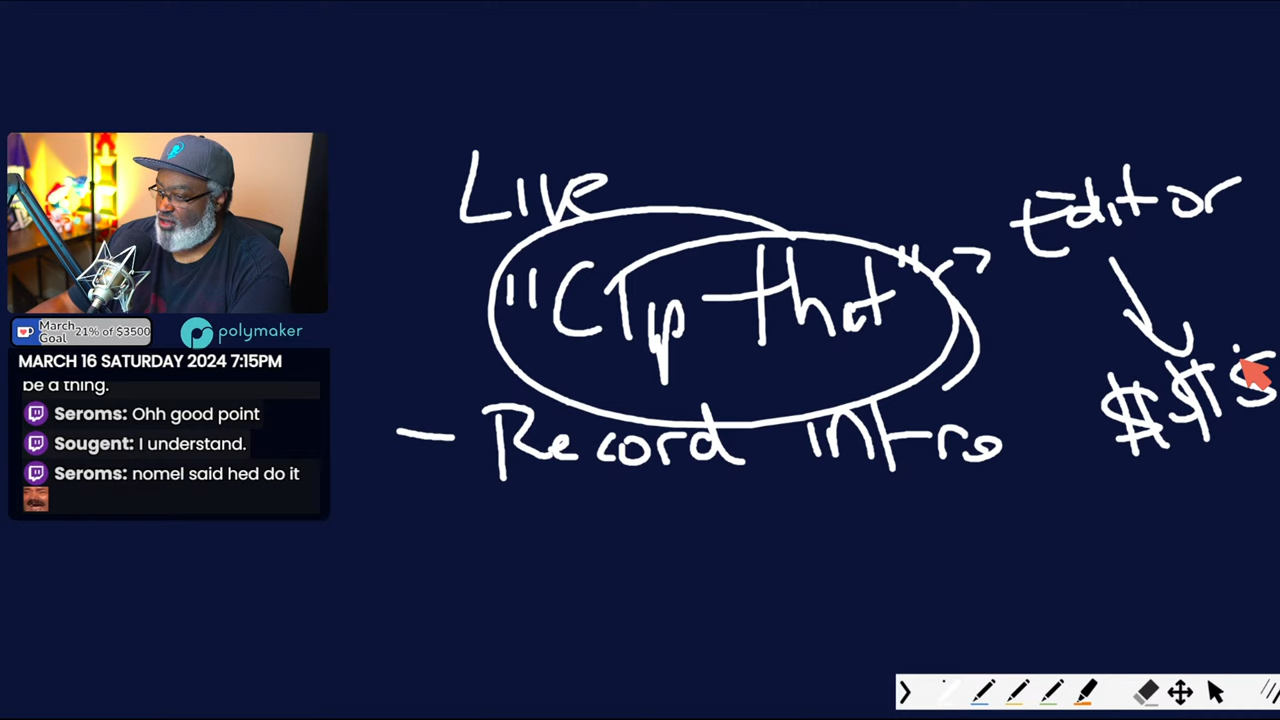 Live
"Clip that"
- Record intro
Editor
$$$
March
Goal
21% of $3500
polymaker
MARCH 16 SATURDAY 2024 7:15PM
be a thing.
Seroms: Ohh good point
Sougent: I understand.
Seroms: nomel said hed do it